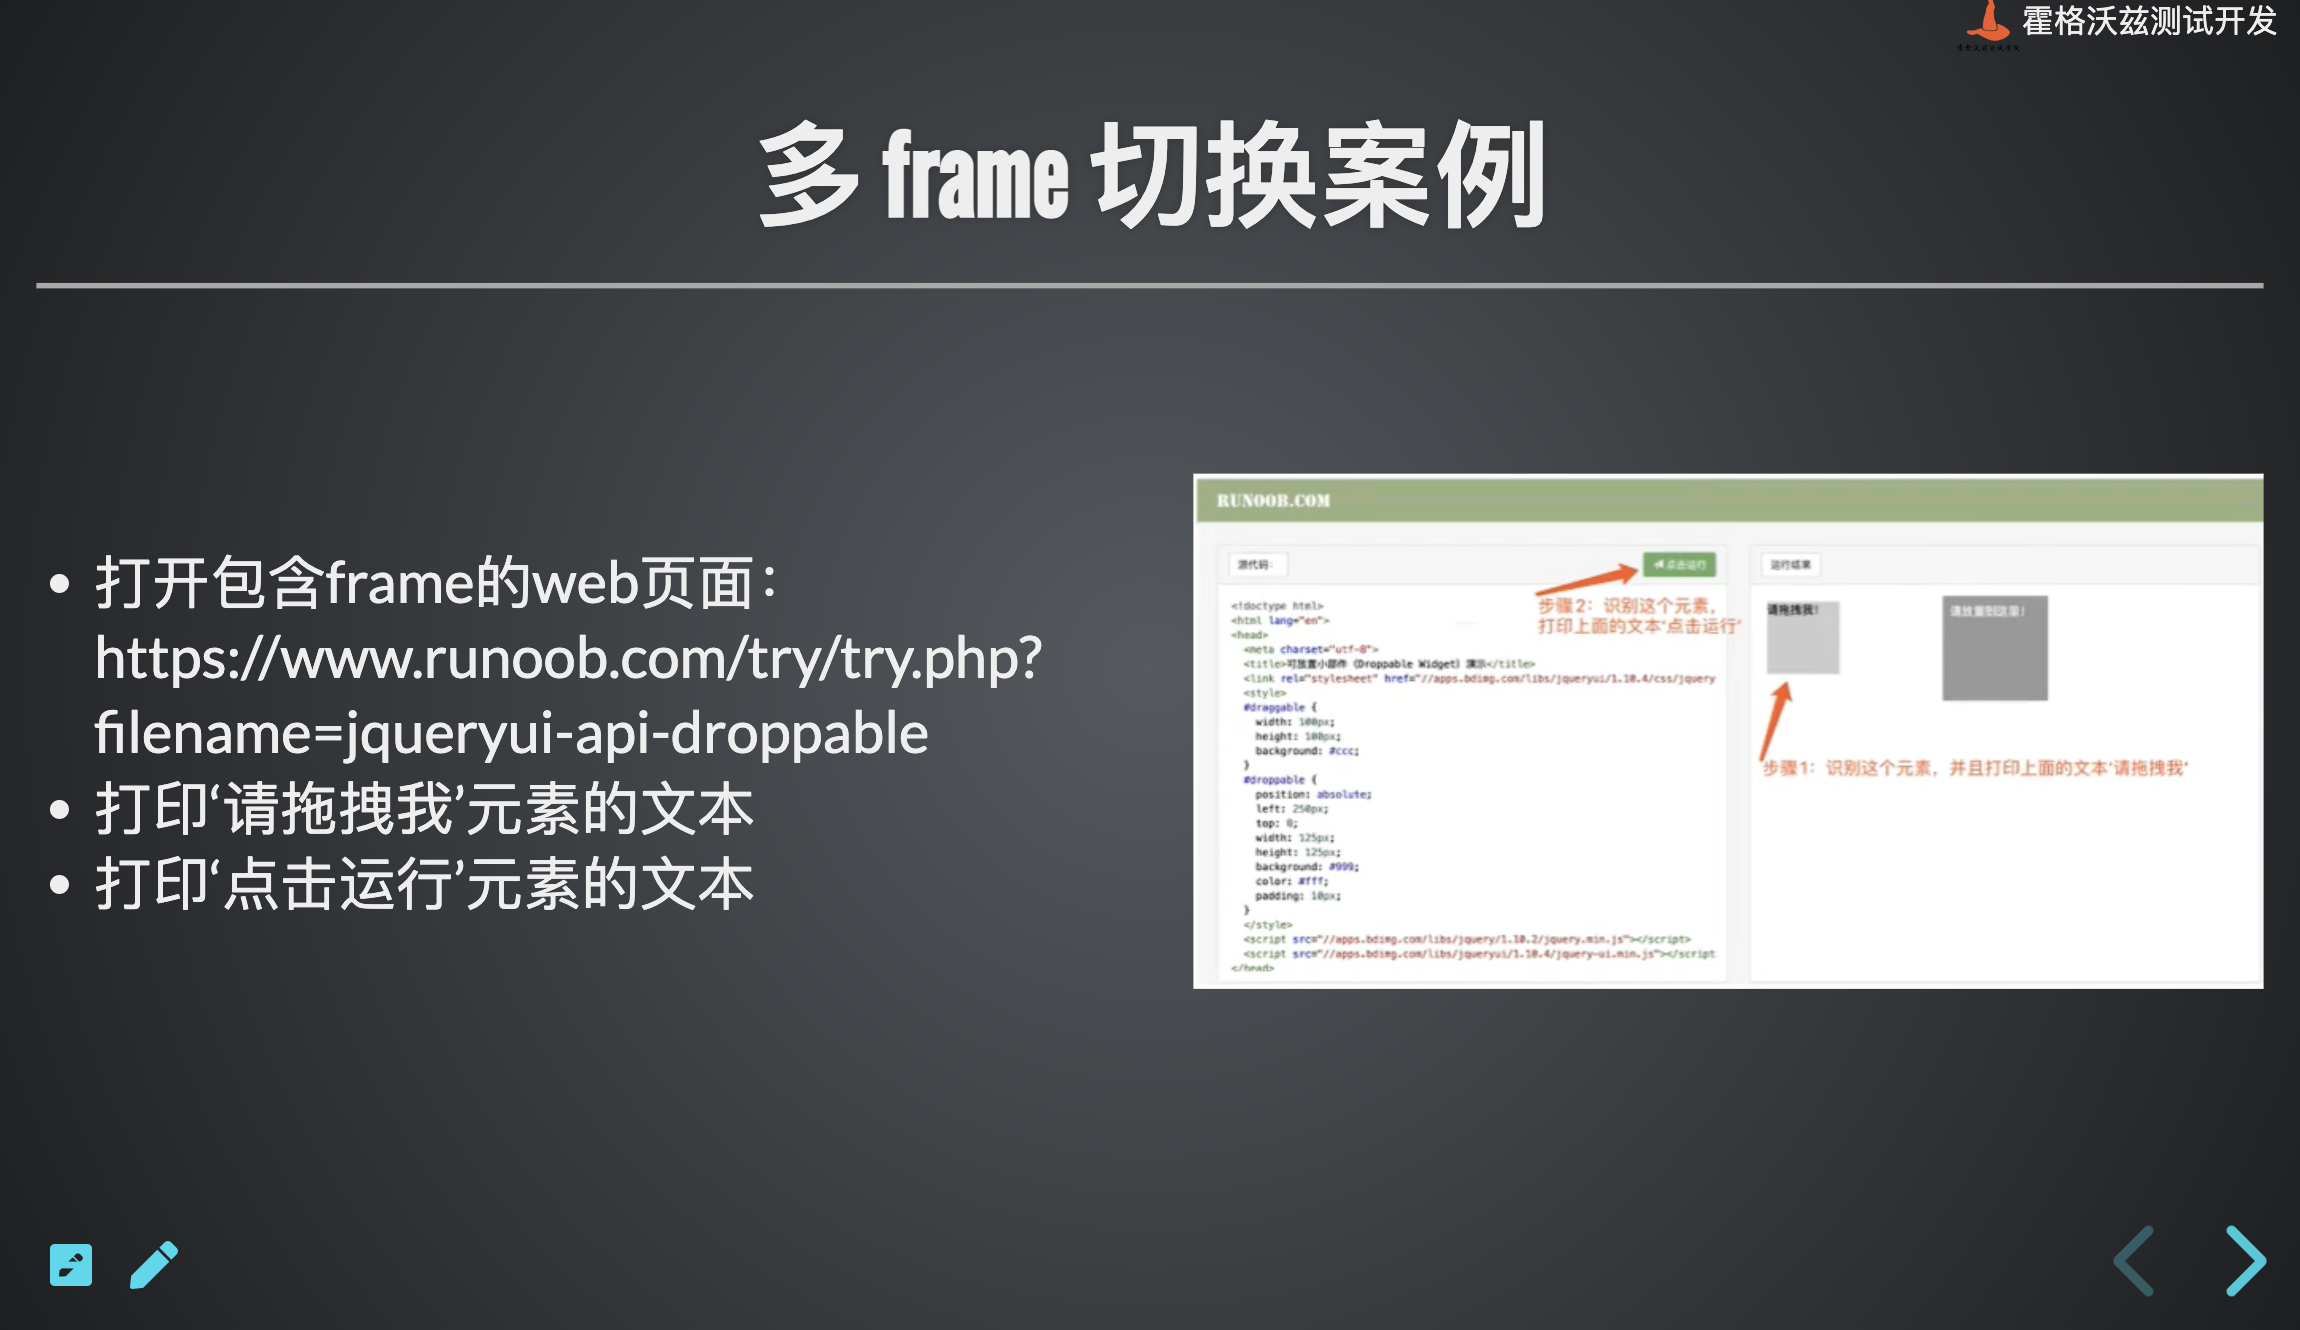 霍格沃兹测试开发
多 frame 切换案例
打开包含frame的web页面：
https://www.runoob.com/try/try.php?
filename=jqueryui-api-droppable
打印‘请拖拽我’元素的文本
打印‘点击运行’元素的文本
RUNOOB.COM
源代码：
点击运行
运行结果
步骤2：识别这个元素，
打印上面的文本‘点击运行’
<!doctype html>
<html lang="en">
<head>
<meta charset="utf-8">
<title>可放置小部件（Droppable Widget）演示</title>
<link rel="stylesheet" href="//apps.bdimg.com/libs/jqueryui/1.10.4/css/jquery
<style>
#draggable {
width: 100px;
height: 100px;
background: #ccc;
}
#droppable {
position: absolute;
left: 250px;
top: 0;
width: 125px;
height: 125px;
background: #999;
color: #fff;
padding: 10px;
}
</style>
<script src="//apps.bdimg.com/libs/jquery/1.10.2/jquery.min.js"></script>
<script src="//apps.bdimg.com/libs/jqueryui/1.10.4/jquery-ui.min.js"></script
</head>
请拖拽我！
请放置到这里！
步骤1：识别这个元素，并且打印上面的文本‘请拖拽我’